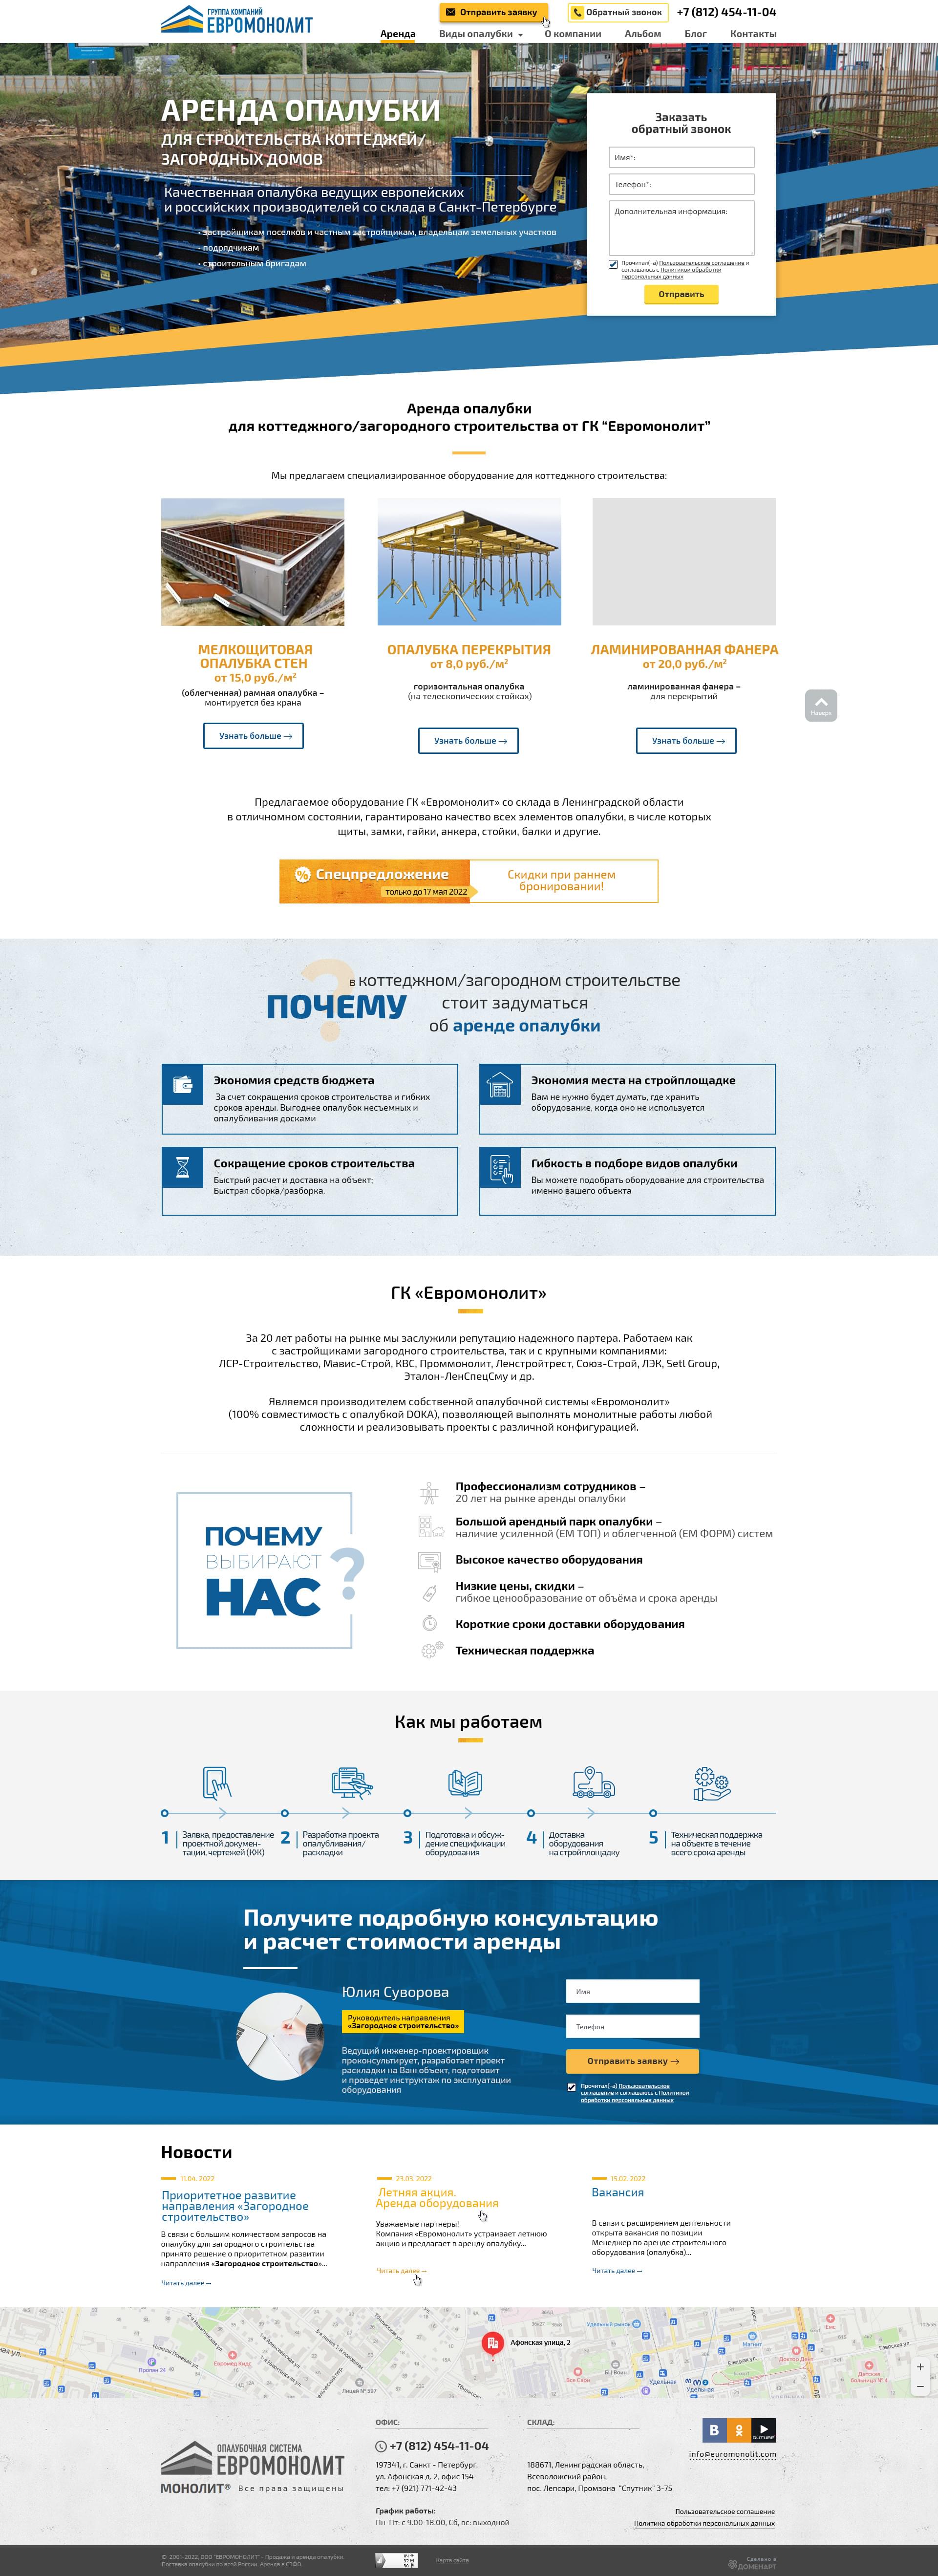 ГРУППА КОМПАНИЙ
ЕВРОМОНОЛИТ
Отправить заявку
Обратный звонок
+7 (812) 454-11-04
Аренда
Виды опалубки
О компании
Альбом
Блог
Контакты
АРЕНДА ОПАЛУБКИ
ДЛЯ СТРОИТЕЛЬСТВА КОТТЕДЖЕЙ/
ЗАГОРОДНЫХ ДОМОВ
Качественная опалубка ведущих европейских
и российских производителей со склада в Санкт-Петербурге
• застройщикам поселков и частным застройщикам, владельцам земельных участков
• подрядчикам
• строительным бригадам
Заказать
обратный звонок
Имя*:
Телефон*:
Дополнительная информация:
Прочитал(-а) Пользовательское соглашение и
соглашаюсь с Политикой обработки
персональных данных
Отправить
Аренда опалубки
для коттеджного/загородного строительства от ГК “Евромонолит”
Мы предлагаем специализированное оборудование для коттеджного строительства:
МЕЛКОЩИТОВАЯ
ОПАЛУБКА СТЕН
от 15,0 руб./м²
(облегченная) рамная опалубка –
монтируется без крана
Узнать больше →
ОПАЛУБКА ПЕРЕКРЫТИЯ
от 8,0 руб./м²
горизонтальная опалубка
(на телескопических стойках)
Узнать больше →
ЛАМИНИРОВАННАЯ ФАНЕРА
от 20,0 руб./м²
ламинированная фанера –
для перекрытий
Узнать больше →
Наверх
Предлагаемое оборудование ГК «Евромонолит» со склада в Ленинградской области
в отличномном состоянии, гарантировано качество всех элементов опалубки, в числе которых
щиты, замки, гайки, анкера, стойки, балки и другие.
% Спецпредложение
только до 17 мая 2022
Скидки при раннем
бронировании!
?
ПОЧЕМУ
в коттеджном/загородном строительстве
стоит задуматься
об аренде опалубки
Экономия средств бюджета
За счет сокращения сроков строительства и гибких
сроков аренды. Выгоднее опалубок несъемных и
опалубливания досками
Экономия места на стройплощадке
Вам не нужно будет думать, где хранить
оборудование, когда оно не используется
Сокращение сроков строительства
Быстрый расчет и доставка на объект;
Быстрая сборка/разборка.
Гибкость в подборе видов опалубки
Вы можете подобрать оборудование для строительства
именно вашего объекта
ГК «Евромонолит»
За 20 лет работы на рынке мы заслужили репутацию надежного партера. Работаем как
с застройщиками загородного строительства, так и с крупными компаниями:
ЛСР-Строительство, Мавис-Строй, КВС, Проммонолит, Ленстройтрест, Союз-Строй, ЛЭК, Setl Group,
Эталон-ЛенСпецСму и др.
Являемся производителем собственной опалубочной системы «Евромонолит»
(100% совместимость с опалубкой DOKA), позволяющей выполнять монолитные работы любой
сложности и реализовывать проекты с различной конфигурацией.
ПОЧЕМУ
ВЫБИРАЮТ
НАС
?
Профессионализм сотрудников –
20 лет на рынке аренды опалубки
Большой арендный парк опалубки –
наличие усиленной (ЕМ ТОП) и облегченной (ЕМ ФОРМ) систем
Высокое качество оборудования
Низкие цены, скидки –
гибкое ценообразование от объёма и срока аренды
Короткие сроки доставки оборудования
Техническая поддержка
Как мы работаем
1
Заявка, предоставление
проектной докумен-
тации, чертежей (КЖ)
2
Разработка проекта
опалубливания/
раскладки
3
Подготовка и обсуж-
дение спецификации
оборудования
4
Доставка
оборудования
на стройплощадку
5
Техническая поддержка
на объекте в течение
всего срока аренды
Получите подробную консультацию
и расчет стоимости аренды
Юлия Суворова
Руководитель направления
«Загородное строительство»
Ведущий инженер-проектировщик
проконсультирует, разработает проект
раскладки на Ваш объект, подготовит
и проведет инструктаж по эксплуатации
оборудования
Имя
Телефон
Отправить заявку →
Прочитал(-а) Пользовательское
соглашение и соглашаюсь с Политикой
обработки персональных данных
Новости
11.04. 2022
Приоритетное развитие
направления «Загородное
строительство»
В связи с большим количеством запросов на
опалубку для загородного строительства
принято решение о приоритетном развитии
направления «Загородное строительство»...
Читать далее →
23.03. 2022
Летняя акция.
Аренда оборудования
Уважаемые партнеры!
Компания «Евромонолит» устраивает летнюю
акцию и предлагает в аренду опалубку...
Читать далее →
15.02. 2022
Вакансия
В связи с расширением деятельности
открыта вакансия по позиции
Менеджер по аренде строительного
оборудования (опалубка)...
Читать далее →
Афонская улица, 2
Удельный рынок
Магнит
Удельная
Удельная
Лицей № 597
Детская
больница № 4
ОПАЛУБОЧНАЯ СИСТЕМА
ЕВРОМОНОЛИТ
МОНОЛИТ® Все права защищены
ОФИС:
+7 (812) 454-11-04
197341, г. Санкт - Петербург,
ул. Афонская д. 2, офис 154
тел: +7 (921) 771-42-43
График работы:
Пн-Пт: с 9.00-18.00, Сб, вс: выходной
СКЛАД:
188671, Ленинградская область,
Всеволожский район,
пос. Лепсари, Промзона "Спутник" 3-75
В
RUTUBE
info@euromonolit.com
Пользовательское соглашение
Политика обработки персональных данных
© 2001-2022, ООО "ЕВРОМОНОЛИТ" - Продажа и аренда опалубки.
Поставка опалубки по всей России. Аренда в СЗФО.
Карта сайта
Сделано в
ДОМЕНАРТ